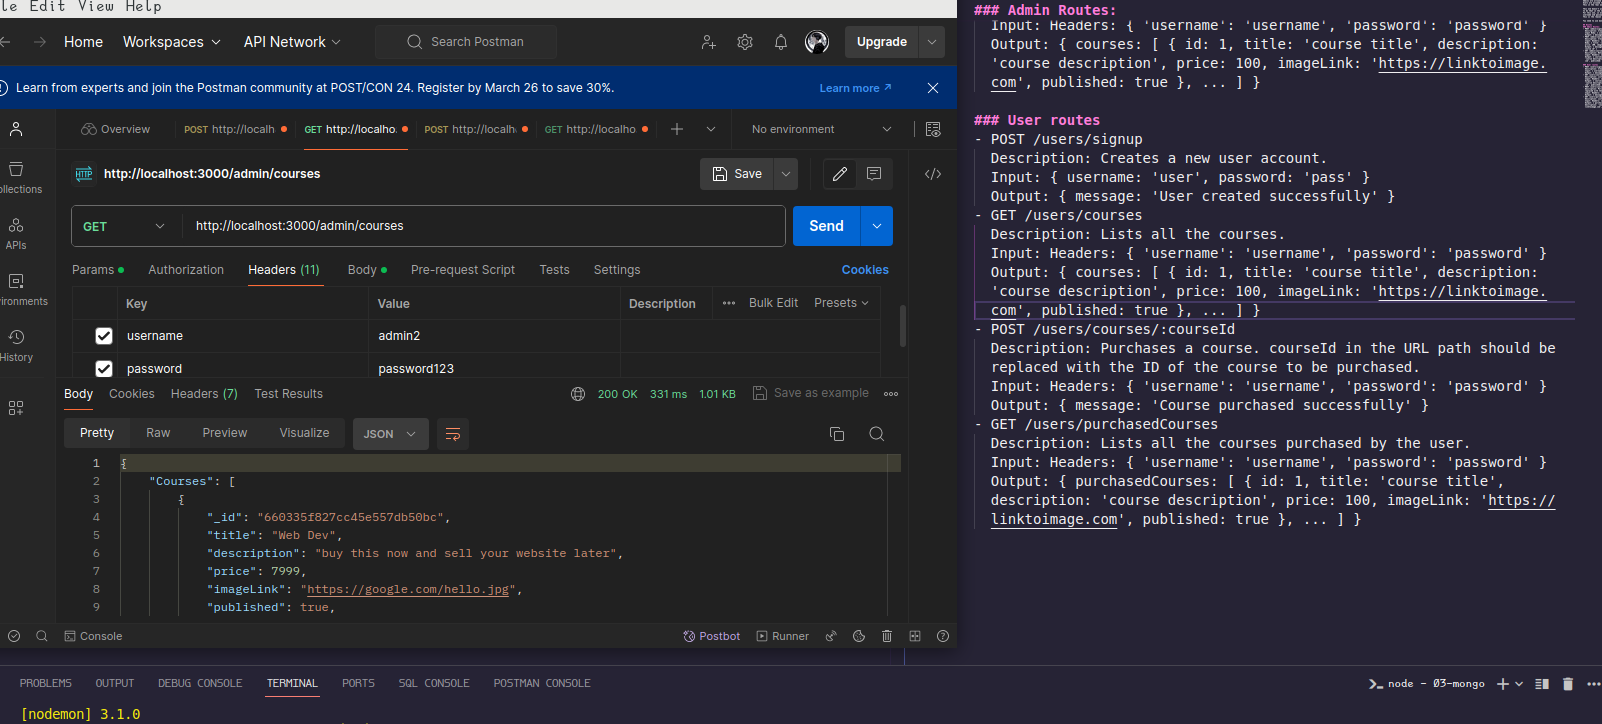 le Edit View Help
Home Workspaces API Network Search Postman Upgrade
Learn from experts and join the Postman community at POST/CON 24. Register by March 26 to save 30%. Learn more
Overview POST http://localh GET http://localho. POST http://localh GET http://localho No environment
HTTP http://localhost:3000/admin/courses Save
GET http://localhost:3000/admin/courses Send
Params Authorization Headers (11) Body Pre-request Script Tests Settings Cookies
Key Value Description Bulk Edit Presets
username admin2
password password123
ollections
APIs
ironments
History
Body Cookies Headers (7) Test Results 200 OK 331 ms 1.01 KB Save as example
Pretty Raw Preview Visualize JSON
1 {
2 "Courses": [
3 {
4 "_id": "660335f827cc45e557db50bc",
5 "title": "Web Dev",
6 "description": "buy this now and sell your website later",
7 "price": 7999,
8 "imageLink": "https://google.com/hello.jpg",
9 "published": true,
Console Postbot Runner
### Admin Routes:
Input: Headers: { 'username': 'username', 'password': 'password' }
Output: { courses: [ { id: 1, title: 'course title', description:
'course description', price: 100, imageLink: 'https://linktoimage.
com', published: true }, ... ] }
### User routes
- POST /users/signup
Description: Creates a new user account.
Input: { username: 'user', password: 'pass' }
Output: { message: 'User created successfully' }
- GET /users/courses
Description: Lists all the courses.
Input: Headers: { 'username': 'username', 'password': 'password' }
Output: { courses: [ { id: 1, title: 'course title', description:
'course description', price: 100, imageLink: 'https://linktoimage.
com', published: true }, ... ] }
- POST /users/courses/:courseId
Description: Purchases a course. courseId in the URL path should be
replaced with the ID of the course to be purchased.
Input: Headers: { 'username': 'username', 'password': 'password' }
Output: { message: 'Course purchased successfully' }
- GET /users/purchasedCourses
Description: Lists all the courses purchased by the user.
Input: Headers: { 'username': 'username', 'password': 'password' }
Output: { purchasedCourses: [ { id: 1, title: 'course title',
description: 'course description', price: 100, imageLink: 'https://
linktoimage.com', published: true }, ... ] }
PROBLEMS OUTPUT DEBUG CONSOLE TERMINAL PORTS SQL CONSOLE POSTMAN CONSOLE node - 03-mongo
[nodemon] 3.1.0